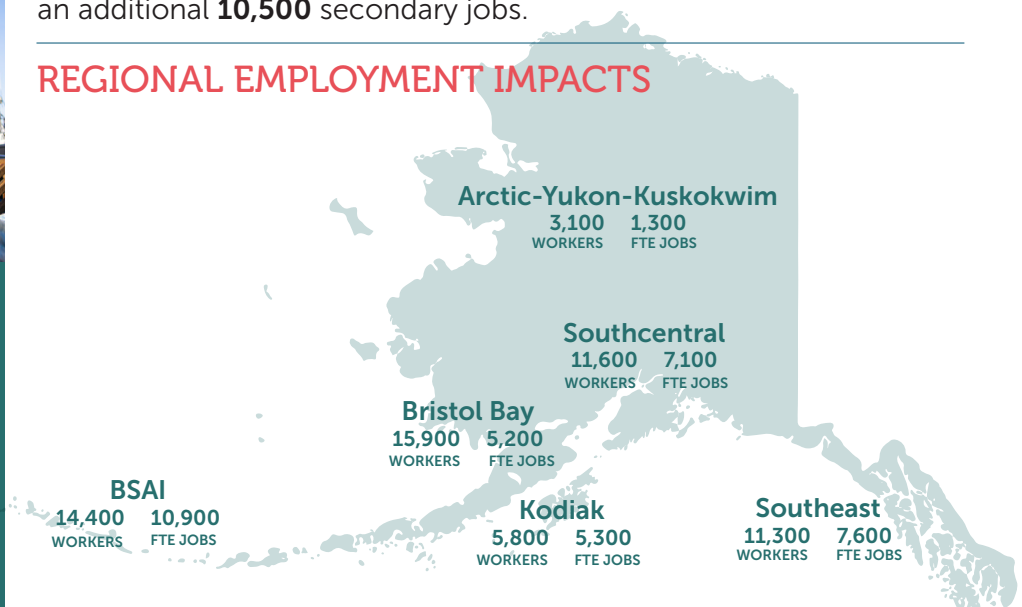 an additional 10,500 secondary jobs.
REGIONAL EMPLOYMENT IMPACTS
Arctic-Yukon-Kuskokwim
3,100 1,300
WORKERS FTE JOBS
Southcentral
11,600 7,100
WORKERS FTE JOBS
Bristol Bay
15,900 5,200
WORKERS FTE JOBS
BSAI
14,400 10,900
WORKERS FTE JOBS
Kodiak
5,800 5,300
WORKERS FTE JOBS
Southeast
11,300 7,600
WORKERS FTE JOBS